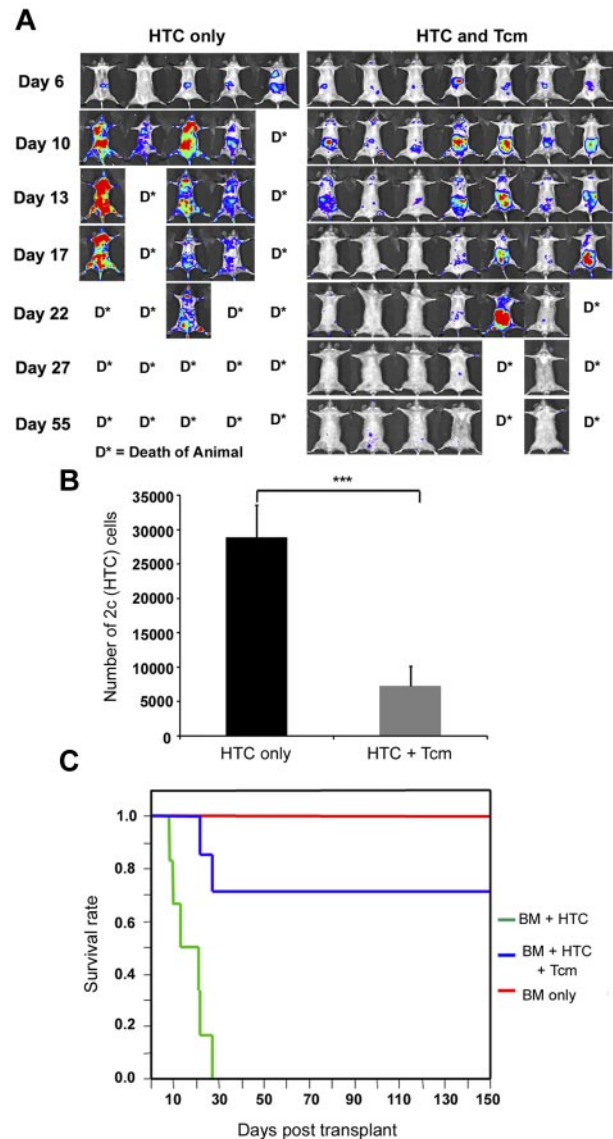 A
HTC only HTC and Tcm
Day 6
Day 10 D*
Day 13 D* D*
Day 17 D* D*
Day 22 D* D* D* D* D*
Day 27 D* D* D* D* D* D* D*
Day 55 D* D* D* D* D* D* D*
D* = Death of Animal
B
***
Number of 2c (HTC) cells
35000
30000
25000
20000
15000
10000
5000
0
HTC only HTC + Tcm
C
Survival rate
1.0
0.8
0.6
0.4
0.2
0.0
10 30 50 70 90 110 130 150
Days post transplant
BM + HTC
BM + HTC
+ Tcm
BM only